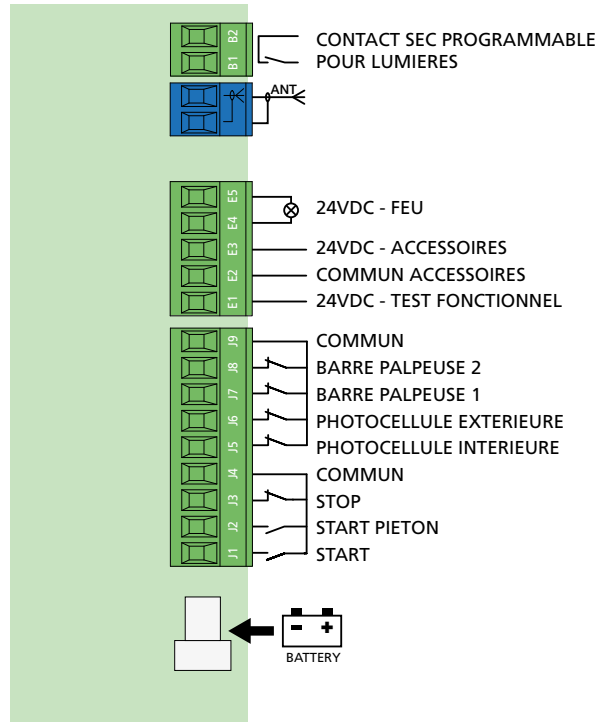 B2 CONTACT SEC PROGRAMMABLE
B1 POUR LUMIERES
ANT
E5
24VDC - FEU
E4
E3 24VDC - ACCESSOIRES
E2 COMMUN ACCESSOIRES
E1 24VDC - TEST FONCTIONNEL
J9 COMMUN
J8 BARRE PALPEUSE 2
J7 BARRE PALPEUSE 1
J6 PHOTOCELLULE EXTERIEURE
J5 PHOTOCELLULE INTERIEURE
J4 COMMUN
J3 STOP
J2 START PIETON
J1 START
- +
BATTERY